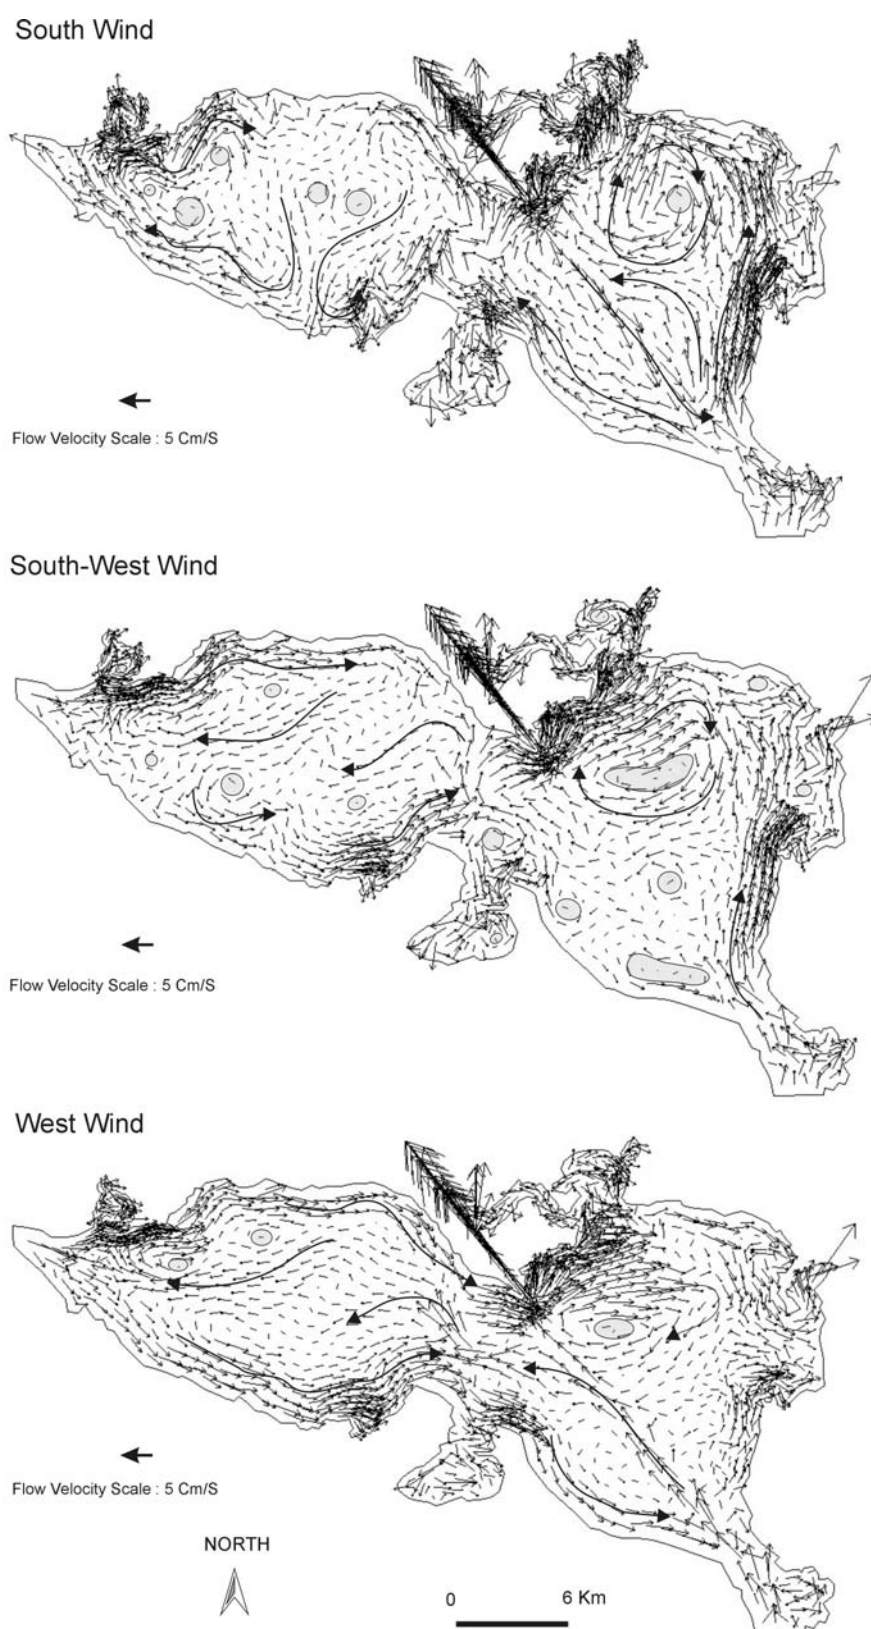 South Wind
Flow Velocity Scale : 5 Cm/S
South-West Wind
Flow Velocity Scale : 5 Cm/S
West Wind
Flow Velocity Scale : 5 Cm/S
NORTH
0 6 Km